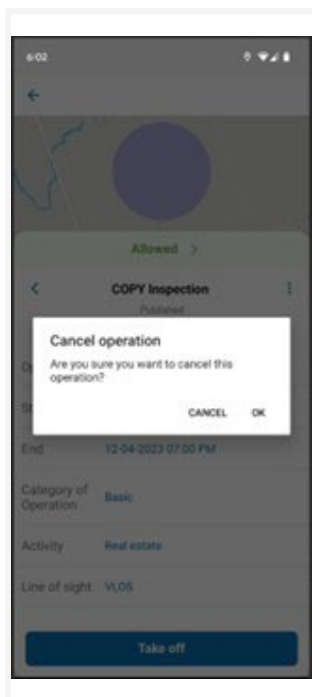 6:02
Allowed >
COPY Inspection
Published
Cancel operation
Are you sure you want to cancel this
operation?
CANCEL OK
End 12-04-2023 07:00 PM
Category of
Operation Basic
Activity Real estate
Line of sight VLOS
Take off